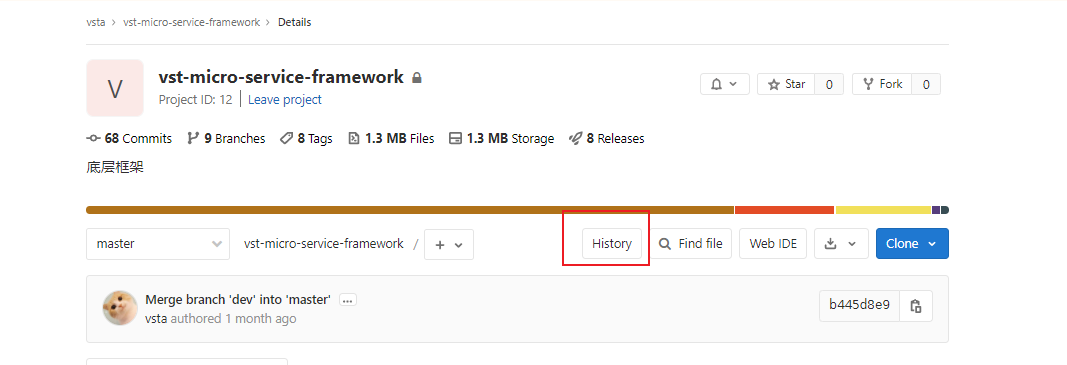 vsta > vst-micro-service-framework > Details
V
vst-micro-service-framework
Project ID: 12 | Leave project
Star 0 Fork 0
68 Commits 9 Branches 8 Tags 1.3 MB Files 1.3 MB Storage 8 Releases
底层框架
master vst-micro-service-framework / + History Find file Web IDE Clone
Merge branch 'dev' into 'master' ...
vsta authored 1 month ago
b445d8e9